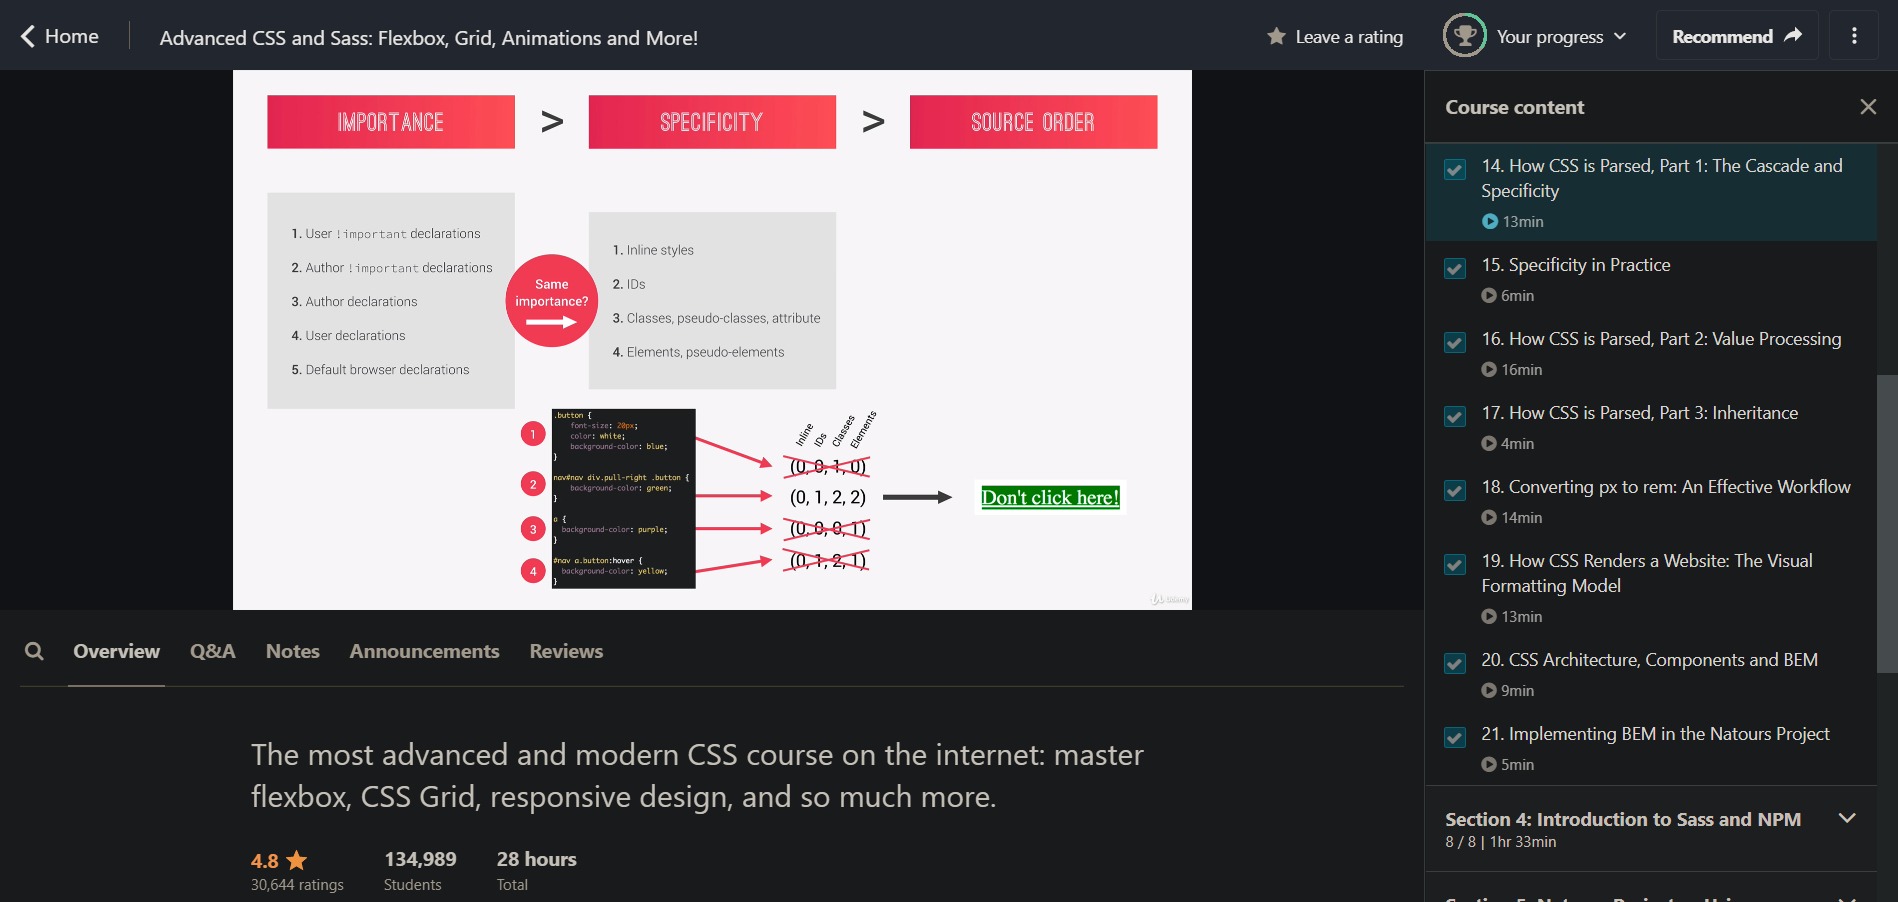 Home
Advanced CSS and Sass: Flexbox, Grid, Animations and More!
Leave a rating
Your progress
Recommend
IMPORTANCE
>
SPECIFICITY
>
SOURCE ORDER
1. User !important declarations
2. Author !important declarations
3. Author declarations
4. User declarations
5. Default browser declarations
Same
importance?
1. Inline styles
2. IDs
3. Classes, pseudo-classes, attribute
4. Elements, pseudo-elements
1
2
3
4
.button {
font-size: 20px;
color: white;
background-color: blue;
}
nav#nav div.pull-right .button {
background-color: green;
}
a {
background-color: purple;
}
#nav a.button:hover {
background-color: yellow;
}
Inline
IDs
Classes
Elements
(0, 0, 1, 0)
(0, 1, 2, 2)
(0, 0, 0, 1)
(0, 1, 2, 1)
Don't click here!
Udemy
Overview
Q&A
Notes
Announcements
Reviews
The most advanced and modern CSS course on the internet: master
flexbox, CSS Grid, responsive design, and so much more.
4.8
30,644 ratings
134,989
Students
28 hours
Total
Course content
14. How CSS is Parsed, Part 1: The Cascade and
Specificity
13min
15. Specificity in Practice
6min
16. How CSS is Parsed, Part 2: Value Processing
16min
17. How CSS is Parsed, Part 3: Inheritance
4min
18. Converting px to rem: An Effective Workflow
14min
19. How CSS Renders a Website: The Visual
Formatting Model
13min
20. CSS Architecture, Components and BEM
9min
21. Implementing BEM in the Natours Project
5min
Section 4: Introduction to Sass and NPM
8 / 8 | 1hr 33min